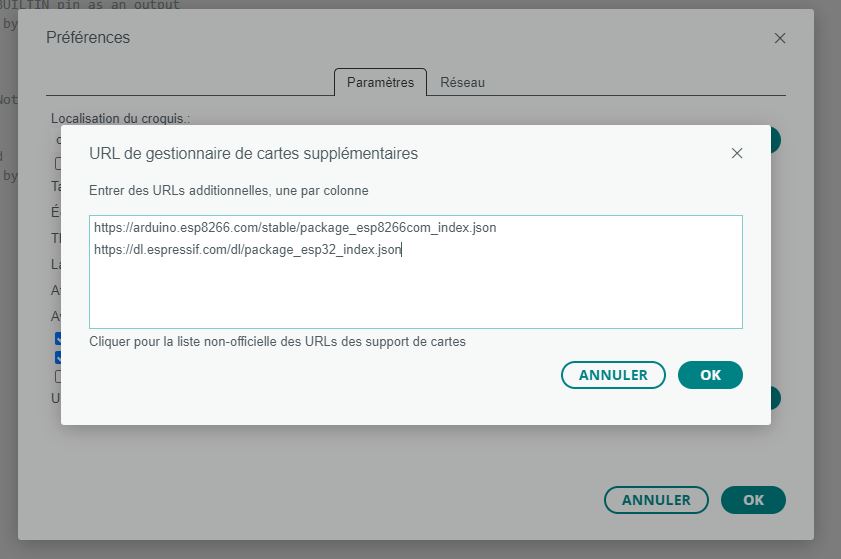 BUILTIN pin as an output
by
Préférences
Paramètres
Réseau
Not
Localisation du croquis.:
by
URL de gestionnaire de cartes supplémentaires
Entrer des URLs additionnelles, une par colonne
https://arduino.esp8266.com/stable/package_esp8266com_index.json
https://dl.espressif.com/dl/package_esp32_index.json
Cliquer pour la liste non-officielle des URLs des support de cartes
ANNULER
OK
ANNULER
OK